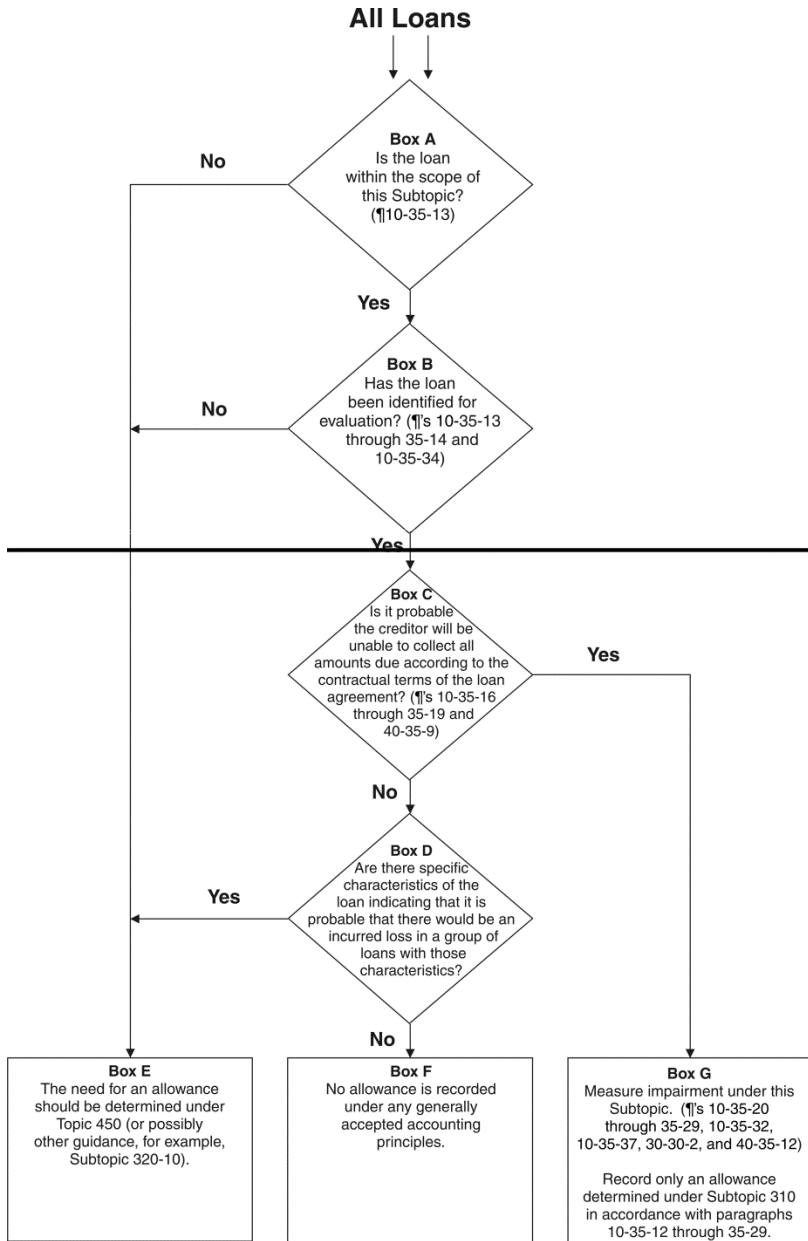 All Loans
Box A
Is the loan
within the scope of
this Subtopic?
(¶10-35-13)
No
Yes
Box B
Has the loan
been identified for
evaluation? (¶'s 10-35-13
through 35-14 and
10-35-34)
No
Yes
Box C
Is it probable
the creditor will be
unable to collect all
amounts due according to the
contractual terms of the loan
agreement? (¶'s 10-35-16
through 35-19 and
40-35-9)
Yes
No
Box D
Are there specific
characteristics of the
loan indicating that it is
probable that there would be an
incurred loss in a group of
loans with those
characteristics?
Yes
No
Box E
The need for an allowance
should be determined under
Topic 450 (or possibly
other guidance, for example,
Subtopic 320-10).
Box F
No allowance is recorded
under any generally
accepted accounting
principles.
Box G
Measure impairment under this
Subtopic. (¶'s 10-35-20
through 35-29, 10-35-32,
10-35-37, 30-30-2, and 40-35-12)
Record only an allowance
determined under Subtopic 310
in accordance with paragraphs
10-35-12 through 35-29.